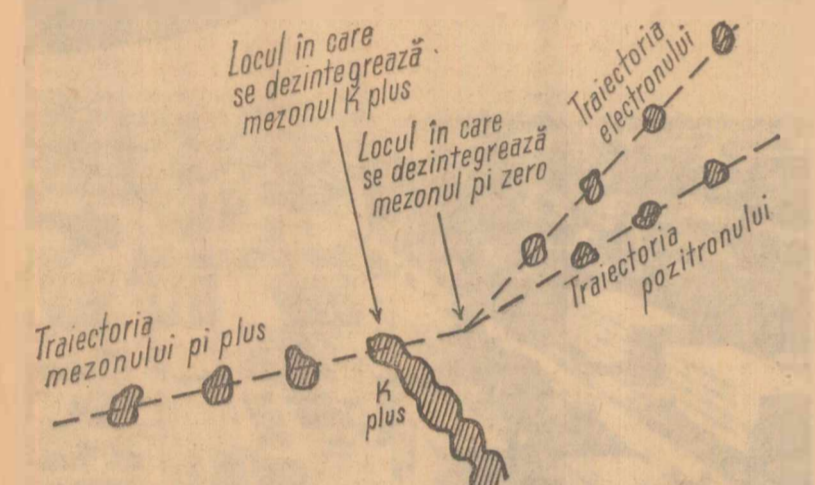 Locul în care
se dezintegrează
mezonul K plus
Locul în care
se dezintegrează
mezonul pi zero
Traiectoria
electronului
Traiectoria
pozitronului
Traiectoria
mezonului pi plus
K
plus